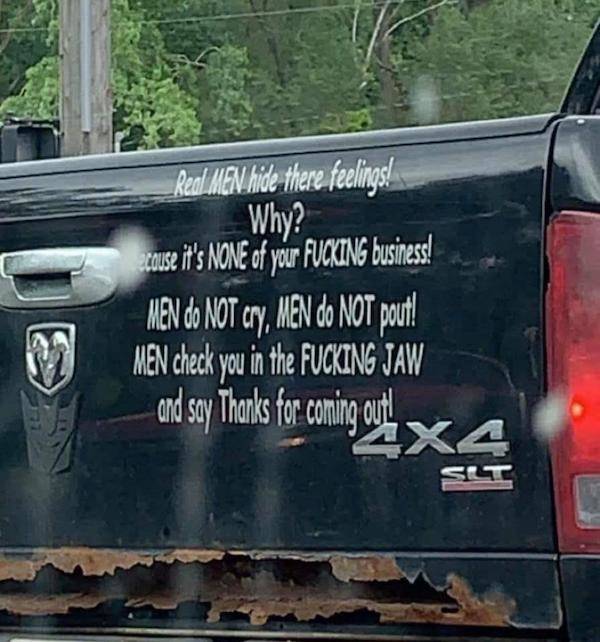 Real MEN hide there feelings!
Why?
ecause it's NONE of your FUCKING business!
MEN do NOT cry, MEN do NOT pout!
MEN check you in the FUCKING JAW
and say Thanks for coming out!
4X4
SLT